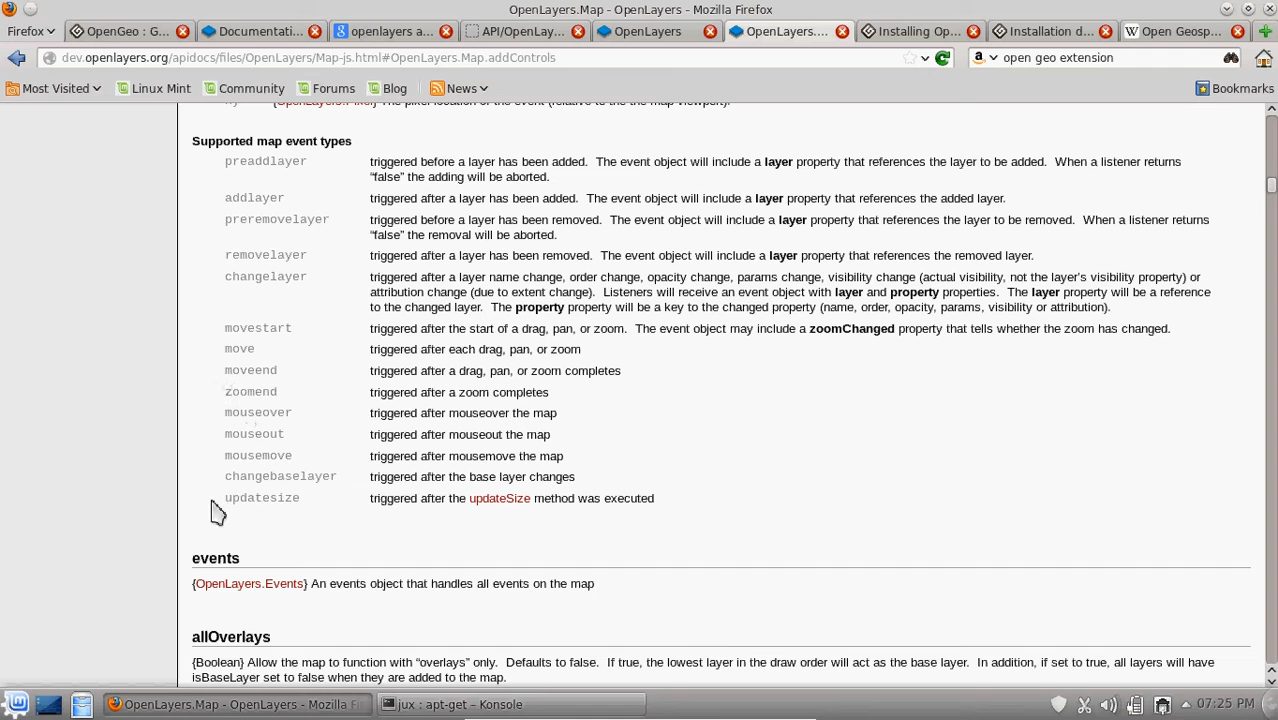 OpenLayers.Map - OpenLayers - Mozilla Firefox
Firefox
OpenGeo : G...
Documentati...
openlayers a...
API/OpenLay...
OpenLayers
OpenLayers....
Installing Op...
Installation d...
Open Geosp...
dev.openlayers.org/apidocs/files/OpenLayers/Map-js.html#OpenLayers.Map.addControls
open geo extension
Most Visited
Linux Mint
Community
Forums
Blog
News
Bookmarks
xy {OpenLayers.Pixel} The pixel location of the event (relative to the the map viewport).
Supported map event types
preaddlayer triggered before a layer has been added. The event object will include a layer property that references the layer to be added. When a listener returns
“false” the adding will be aborted.
addlayer triggered after a layer has been added. The event object will include a layer property that references the added layer.
preremovelayer triggered before a layer has been removed. The event object will include a layer property that references the layer to be removed. When a listener returns
“false” the removal will be aborted.
removelayer triggered after a layer has been removed. The event object will include a layer property that references the removed layer.
changelayer triggered after a layer name change, order change, opacity change, params change, visibility change (actual visibility, not the layer’s visibility property) or
attribution change (due to extent change). Listeners will receive an event object with layer and property properties. The layer property will be a reference
to the changed layer. The property property will be a key to the changed property (name, order, opacity, params, visibility or attribution).
movestart triggered after the start of a drag, pan, or zoom. The event object may include a zoomChanged property that tells whether the zoom has changed.
move triggered after each drag, pan, or zoom
moveend triggered after a drag, pan, or zoom completes
zoomend triggered after a zoom completes
mouseover triggered after mouseover the map
mouseout triggered after mouseout the map
mousemove triggered after mousemove the map
changebaselayer triggered after the base layer changes
updatesize triggered after the updateSize method was executed
events
{OpenLayers.Events} An events object that handles all events on the map
allOverlays
{Boolean} Allow the map to function with “overlays” only. Defaults to false. If true, the lowest layer in the draw order will act as the base layer. In addition, if set to true, all layers will have
isBaseLayer set to false when they are added to the map.
OpenLayers.Map - OpenLayers - Mozilla Fi
jux : apt-get – Konsole
07:25 PM